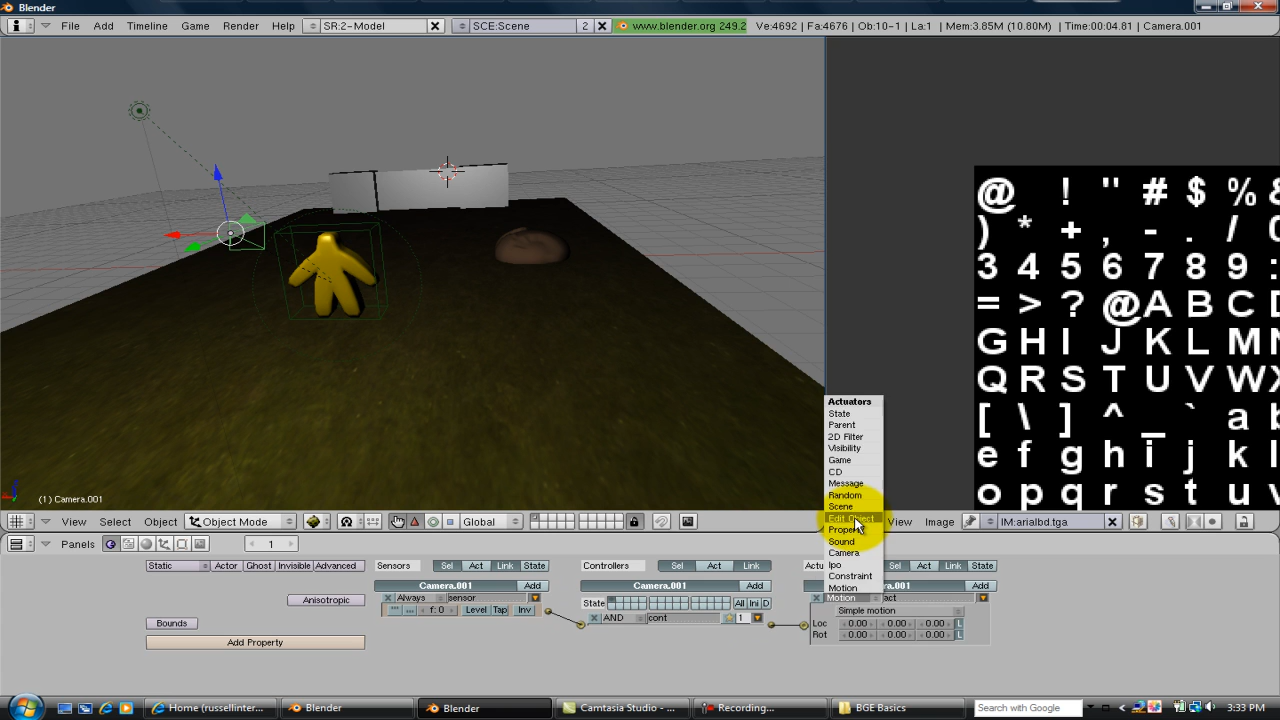 Blender
File Add Timeline Game Render Help SR:2-Model SCE:Scene 2 www.blender.org 249.2 Ve:4692 | Fa:4676 | Ob:10-1 | La:1 | Mem:3.85M (10.80M) | Time:00:04.81 | Camera.001
@ ! " # $ % &
) * + , - . / 0
3 4 5 6 7 8 9 :
= > ? @ A B C D
G H I J K L M N
Q R S T U V W X
[ \ ] ^ _ ` a b
e f g h i j k l
o p q r s t u v
Actuators
State
Parent
2D Filter
Visibility
Game
CD
Message
Random
Scene
Edit Object
Property
Sound
Camera
Ipo
Constraint
Motion
(1) Camera.001
View Select Object Object Mode Global View Image IM:arialbd.tga
Panels 1
Static Actor Ghost Invisible Advanced Sensors Sel Act Link State Controllers Sel Act Link Sel Act Link State
Camera.001 Add Camera.001 Add Camera.001 Add
Always sensor State All Ini D Motion act
Anisotropic f: 0 Level Tap Inv AND cont 1 Simple motion
Bounds Loc 0.00 0.00 0.00 L
Add Property Rot 0.00 0.00 0.00 L
Home (russellinter... Blender Blender Camtasia Studio - ... Recording... BGE Basics Search with Google 3:33 PM